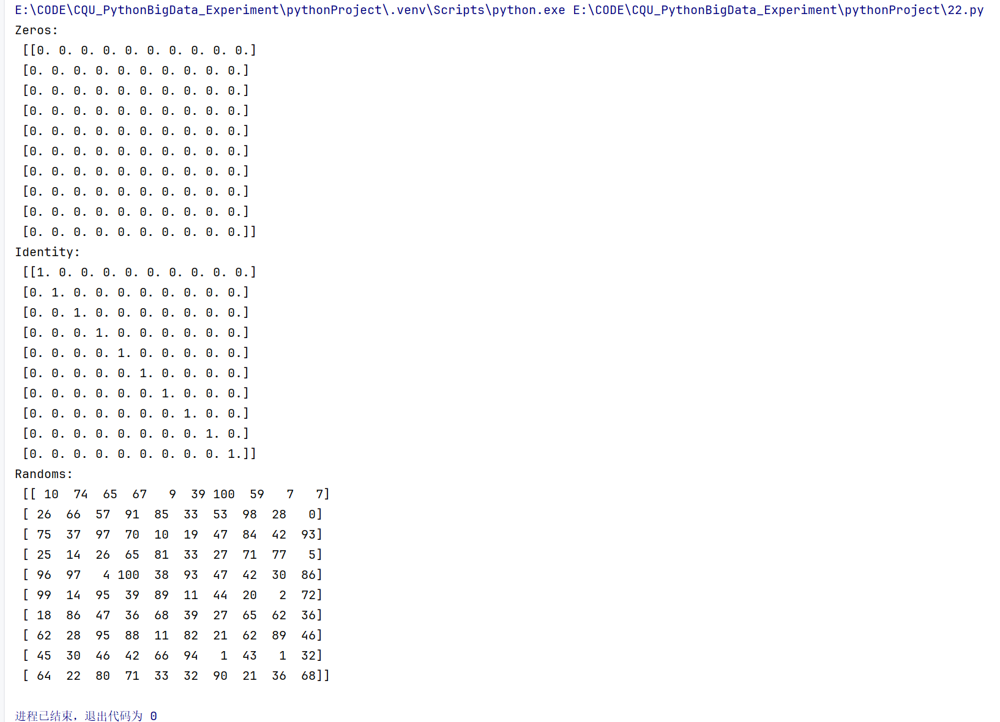 E:\CODE\CQU_PythonBigData_Experiment\pythonProject\.venv\Scripts\python.exe E:\CODE\CQU_PythonBigData_Experiment\pythonProject\22.py
Zeros:
 [[0. 0. 0. 0. 0. 0. 0. 0. 0. 0.]
 [0. 0. 0. 0. 0. 0. 0. 0. 0. 0.]
 [0. 0. 0. 0. 0. 0. 0. 0. 0. 0.]
 [0. 0. 0. 0. 0. 0. 0. 0. 0. 0.]
 [0. 0. 0. 0. 0. 0. 0. 0. 0. 0.]
 [0. 0. 0. 0. 0. 0. 0. 0. 0. 0.]
 [0. 0. 0. 0. 0. 0. 0. 0. 0. 0.]
 [0. 0. 0. 0. 0. 0. 0. 0. 0. 0.]
 [0. 0. 0. 0. 0. 0. 0. 0. 0. 0.]
 [0. 0. 0. 0. 0. 0. 0. 0. 0. 0.]]
Identity:
 [[1. 0. 0. 0. 0. 0. 0. 0. 0. 0.]
 [0. 1. 0. 0. 0. 0. 0. 0. 0. 0.]
 [0. 0. 1. 0. 0. 0. 0. 0. 0. 0.]
 [0. 0. 0. 1. 0. 0. 0. 0. 0. 0.]
 [0. 0. 0. 0. 1. 0. 0. 0. 0. 0.]
 [0. 0. 0. 0. 0. 1. 0. 0. 0. 0.]
 [0. 0. 0. 0. 0. 0. 1. 0. 0. 0.]
 [0. 0. 0. 0. 0. 0. 0. 1. 0. 0.]
 [0. 0. 0. 0. 0. 0. 0. 0. 1. 0.]
 [0. 0. 0. 0. 0. 0. 0. 0. 0. 1.]]
Randoms:
 [[ 10  74  65  67   9  39 100  59   7   7]
 [ 26  66  57  91  85  33  53  98  28   0]
 [ 75  37  97  70  10  19  47  84  42  93]
 [ 25  14  26  65  81  33  27  71  77   5]
 [ 96  97   4 100  38  93  47  42  30  86]
 [ 99  14  95  39  89  11  44  20   2  72]
 [ 18  86  47  36  68  39  27  65  62  36]
 [ 62  28  95  88  11  82  21  62  89  46]
 [ 45  30  46  42  66  94   1  43   1  32]
 [ 64  22  80  71  33  32  90  21  36  68]]
进程已结束，退出代码为 0